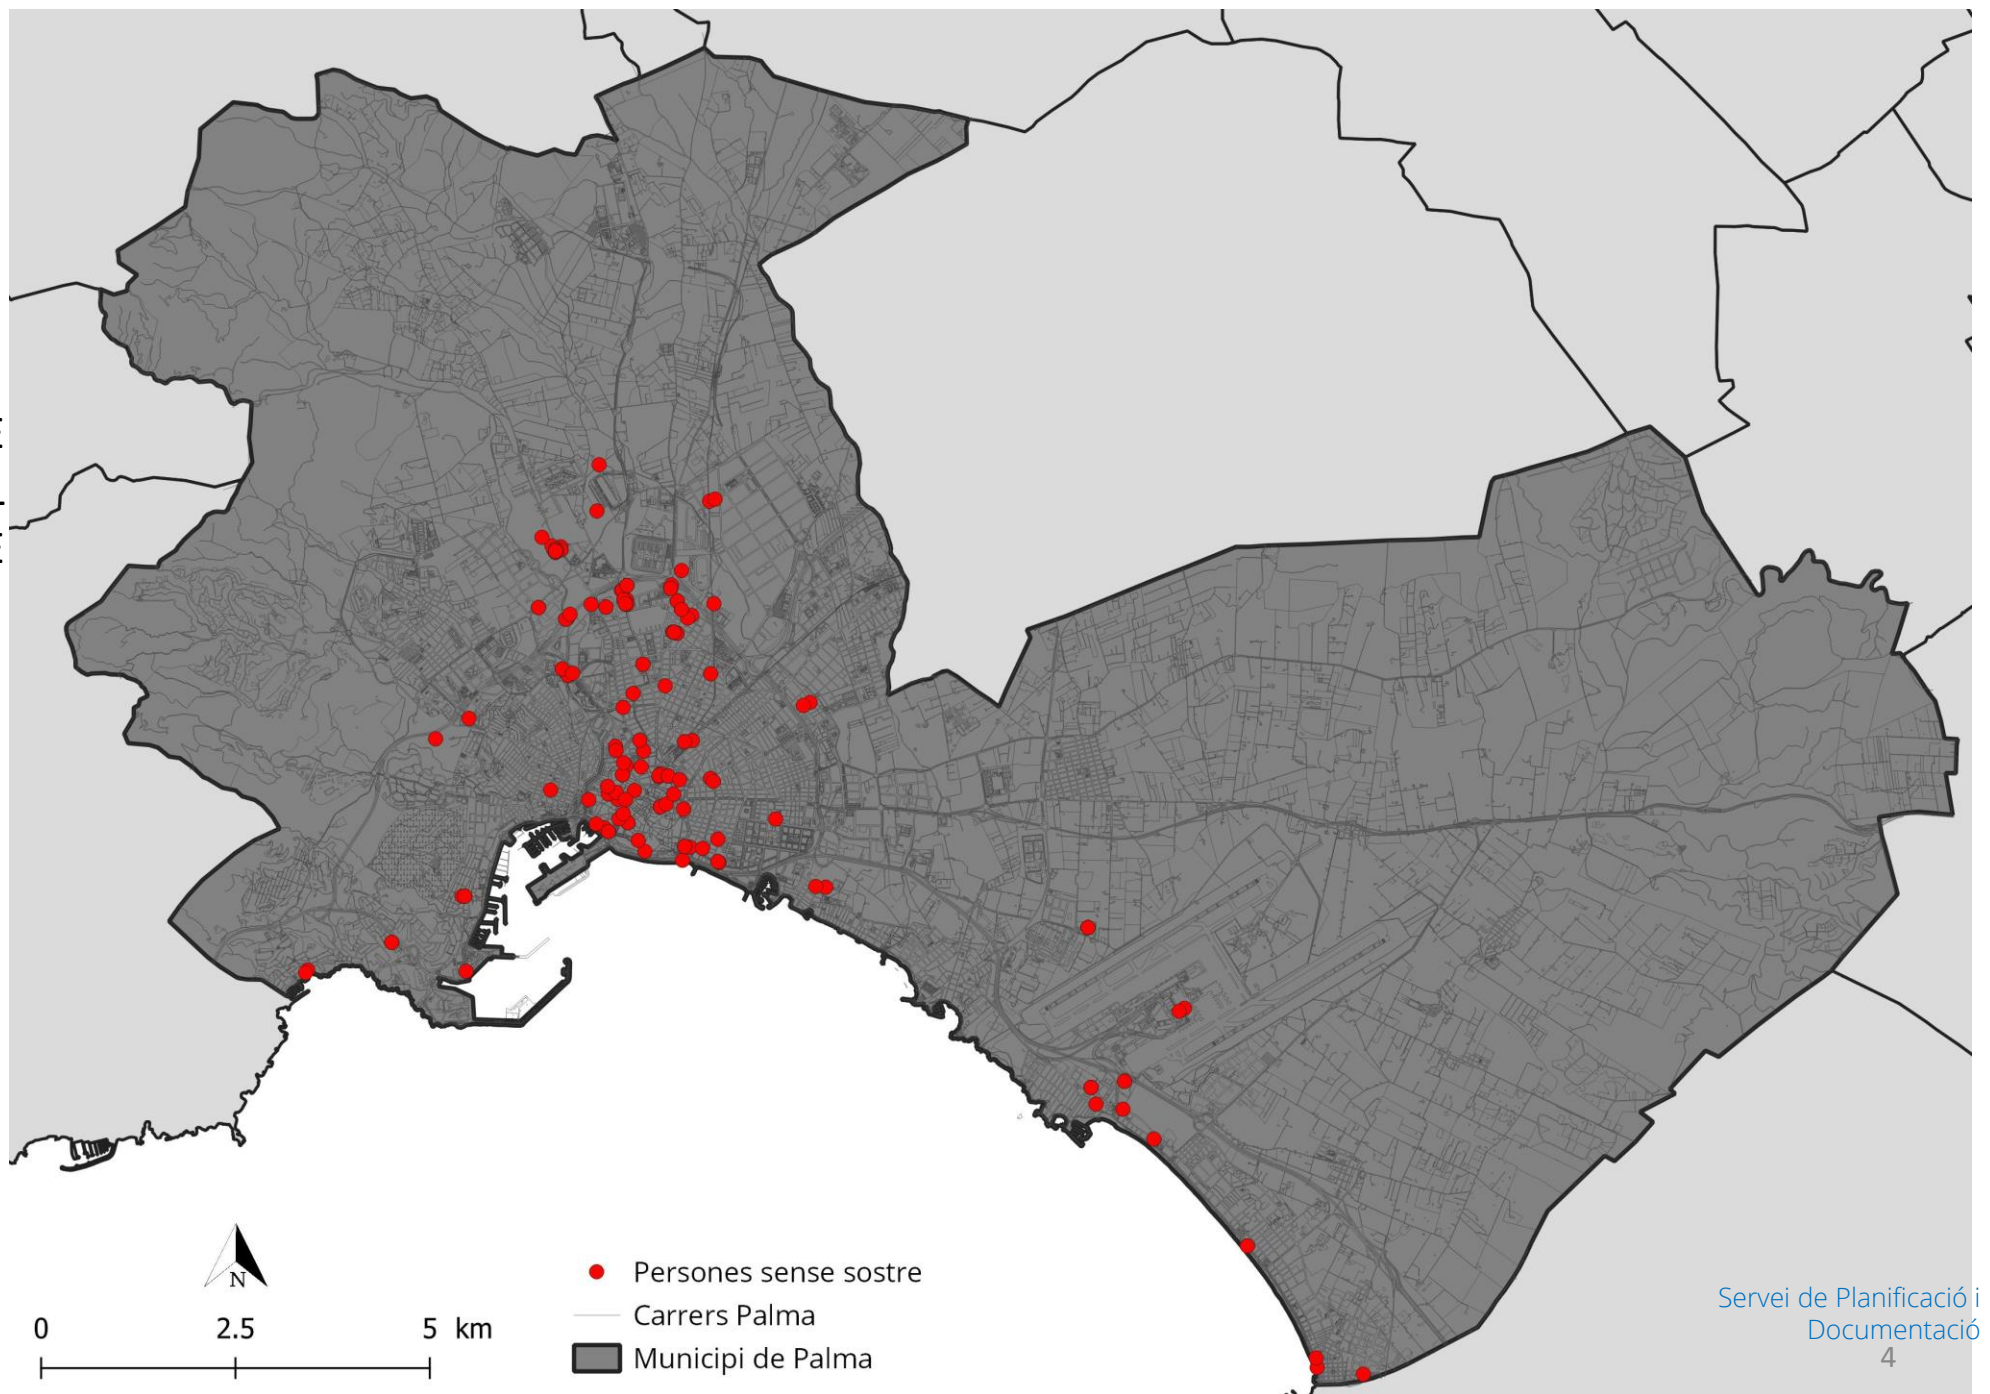 N
0 2.5 5 km
Persones sense sostre
Carrers Palma
Municipi de Palma
Servei de Planificació i
Documentació
4